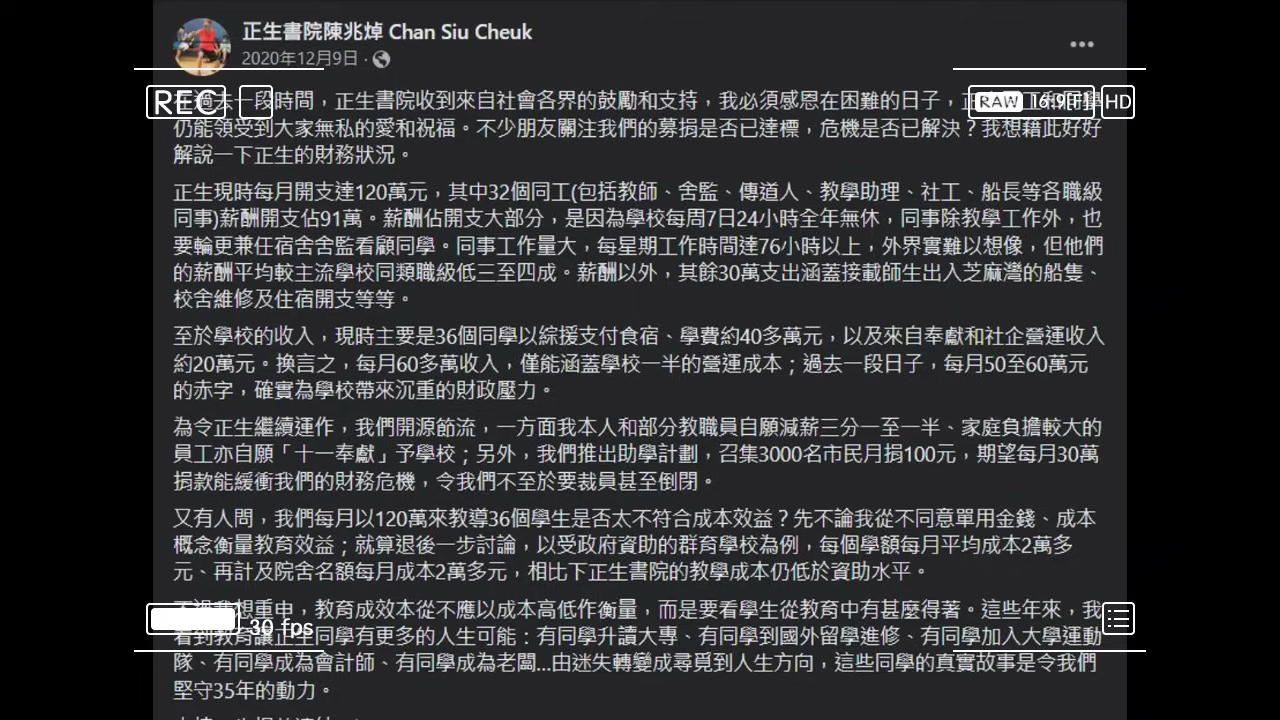 正生書院陳兆焯 Chan Siu Cheuk
2020年12月9日
REC
RAW 16:9[F] HD
過去一段時間，正生書院收到來自社會各界的鼓勵和支持，我必須感恩在困難的日子，
仍能領受到大家無私的愛和祝福。不少朋友關注我們的募捐是否已達標，危機是否已解決？我想藉此好好
解說一下正生的財務狀況。
正生現時每月開支達120萬元，其中32個同工(包括教師、舍監、傳道人、教學助理、社工、船長等各職級
同事)薪酬開支佔91萬。薪酬佔開支大部分，是因為學校每周7日24小時全年無休，同事除教學工作外，也
要輪更兼任宿舍舍監看顧同學。同事工作量大，每星期工作時間達76小時以上，外界實難以想像，但他們
的薪酬平均較主流學校同類職級低三至四成。薪酬以外，其餘30萬支出涵蓋接載師生出入芝麻灣的船隻、
校舍維修及住宿開支等等。
至於學校的收入，現時主要是36個同學以綜援支付食宿、學費約40多萬元，以及來自奉獻和社企營運收入
約20萬元。換言之，每月60多萬收入，僅能涵蓋學校一半的營運成本；過去一段日子，每月50至60萬元
的赤字，確實為學校帶來沉重的財政壓力。
為令正生繼續運作，我們開源節流，一方面我本人和部分教職員自願減薪三分一至一半、家庭負擔較大的
員工亦自願「十一奉獻」予學校；另外，我們推出助學計劃，召集3000名市民月捐100元，期望每月30萬
捐款能緩衝我們的財務危機，令我們不至於要裁員甚至倒閉。
又有人問，我們每月以120萬來教導36個學生是否太不符合成本效益？先不論我從不同意單用金錢、成本
概念衡量教育效益；就算退後一步討論，以受政府資助的群育學校為例，每個學額每月平均成本2萬多
元、再計及院舍名額每月成本2萬多元，相比下正生書院的教學成本仍低於資助水平。
想重申，教育成效本從不應以成本高低作衡量，而是要看學生從教育中有甚麼得著。這些年來，我
看到教育讓正生同學有更多的人生可能：有同學升讀大專、有同學到國外留學進修、有同學加入大學運動
30 fps
隊、有同學成為會計師、有同學成為老闆...由迷失轉變成尋覓到人生方向，這些同學的真實故事是令我們
堅守35年的動力。